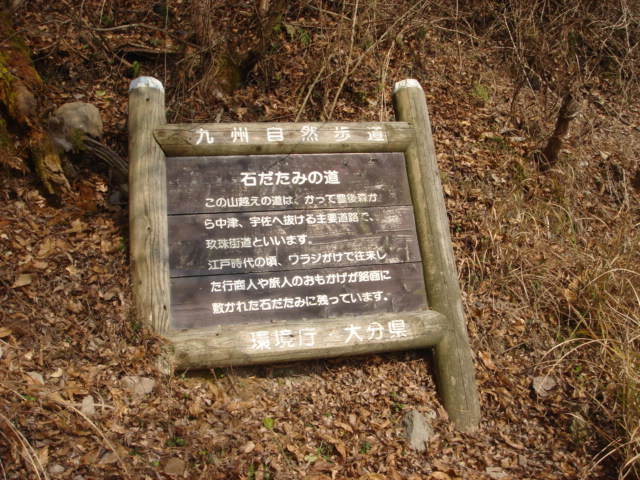 九州自然歩道
石だたみの道
この山越えの道は、かって豊後森か
ら中津、宇佐へ抜ける主要道路で、
玖珠街道といいます。
江戸時代の頃、ワラジがけで往来し
た行商人や旅人のおもかげが路面に
敷かれた石だたみに残っています。
環境庁・大分県